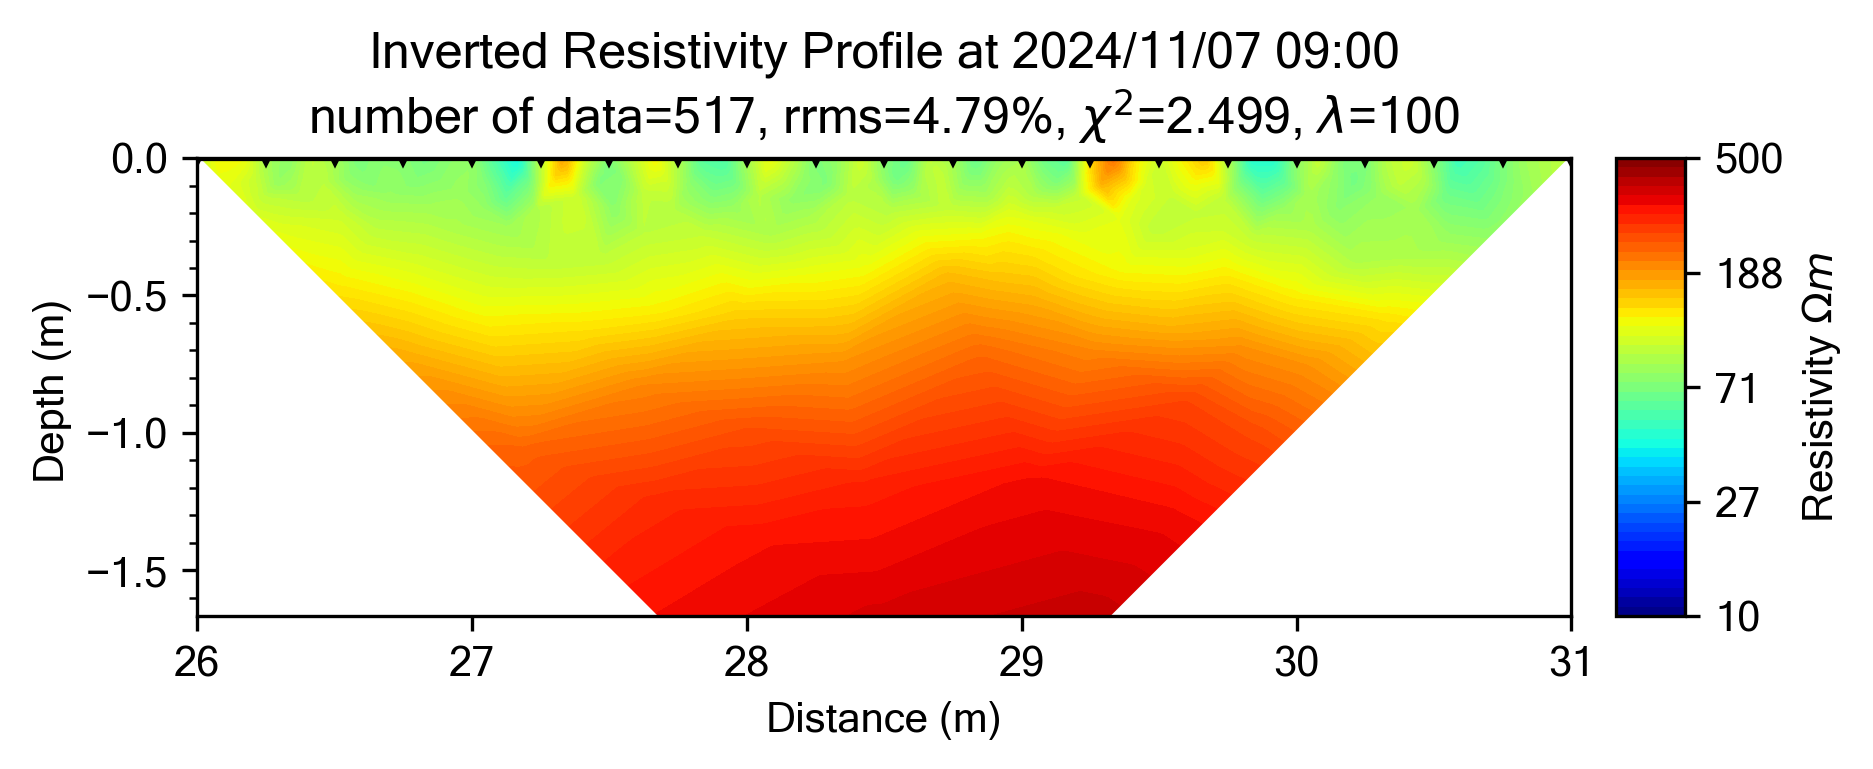 Inverted Resistivity Profile at 2024/11/07 09:00
number of data=517, rrms=4.79%, χ²=2.499, λ=100
0.0
−0.5
−1.0
−1.5
Depth (m)
26 27 28 29 30 31
Distance (m)
500
188
71
27
10
Resistivity Ωm